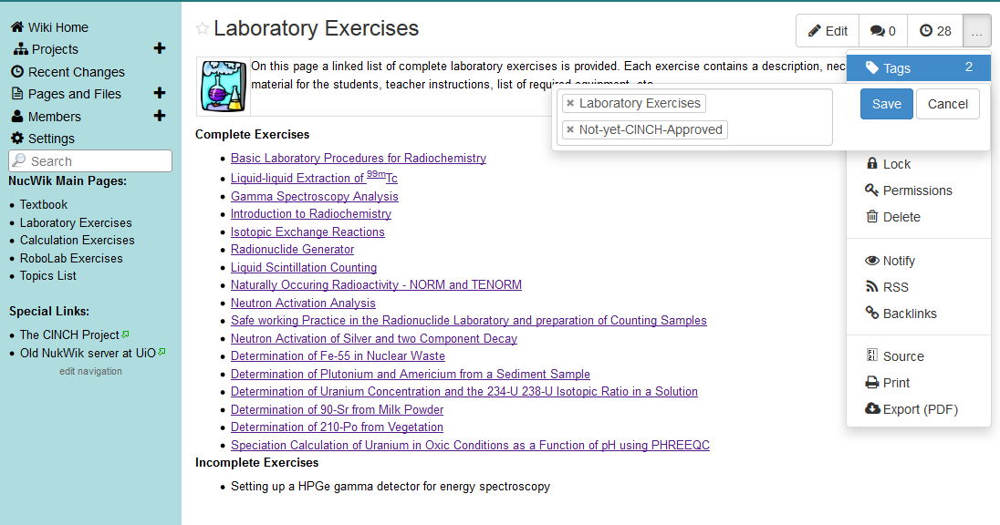 Wiki Home
Projects
Recent Changes
Pages and Files
Members
Settings
Search
NucWik Main Pages:
Textbook
Laboratory Exercises
Calculation Exercises
RoboLab Exercises
Topics List
Special Links:
The CINCH Project
Old NukWik server at UiO
edit navigation
Laboratory Exercises
Edit
0
28
...
On this page a linked list of complete laboratory exercises is provided. Each exercise contains a description, nec
material for the students, teacher instructions, list of required equipment, etc.
Tags 2
Laboratory Exercises
Not-yet-CINCH-Approved
Save
Cancel
Lock
Permissions
Delete
Notify
RSS
Backlinks
Source
Print
Export (PDF)
Complete Exercises
Basic Laboratory Procedures for Radiochemistry
Liquid-liquid Extraction of 99mTc
Gamma Spectroscopy Analysis
Introduction to Radiochemistry
Isotopic Exchange Reactions
Radionuclide Generator
Liquid Scintillation Counting
Naturally Occuring Radioactivity - NORM and TENORM
Neutron Activation Analysis
Safe working Practice in the Radionuclide Laboratory and preparation of Counting Samples
Neutron Activation of Silver and two Component Decay
Determination of Fe-55 in Nuclear Waste
Determination of Plutonium and Americium from a Sediment Sample
Determination of Uranium Concentration and the 234-U 238-U Isotopic Ratio in a Solution
Determination of 90-Sr from Milk Powder
Determination of 210-Po from Vegetation
Speciation Calculation of Uranium in Oxic Conditions as a Function of pH using PHREEQC
Incomplete Exercises
Setting up a HPGe gamma detector for energy spectroscopy